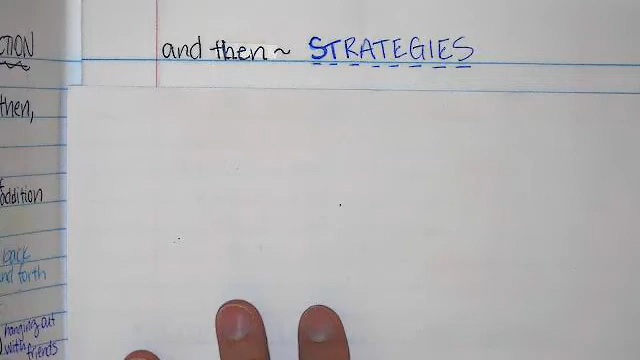 and then ~ STRATEGIES
CTION
then,
addition
back
and forth
hanging out
with friends